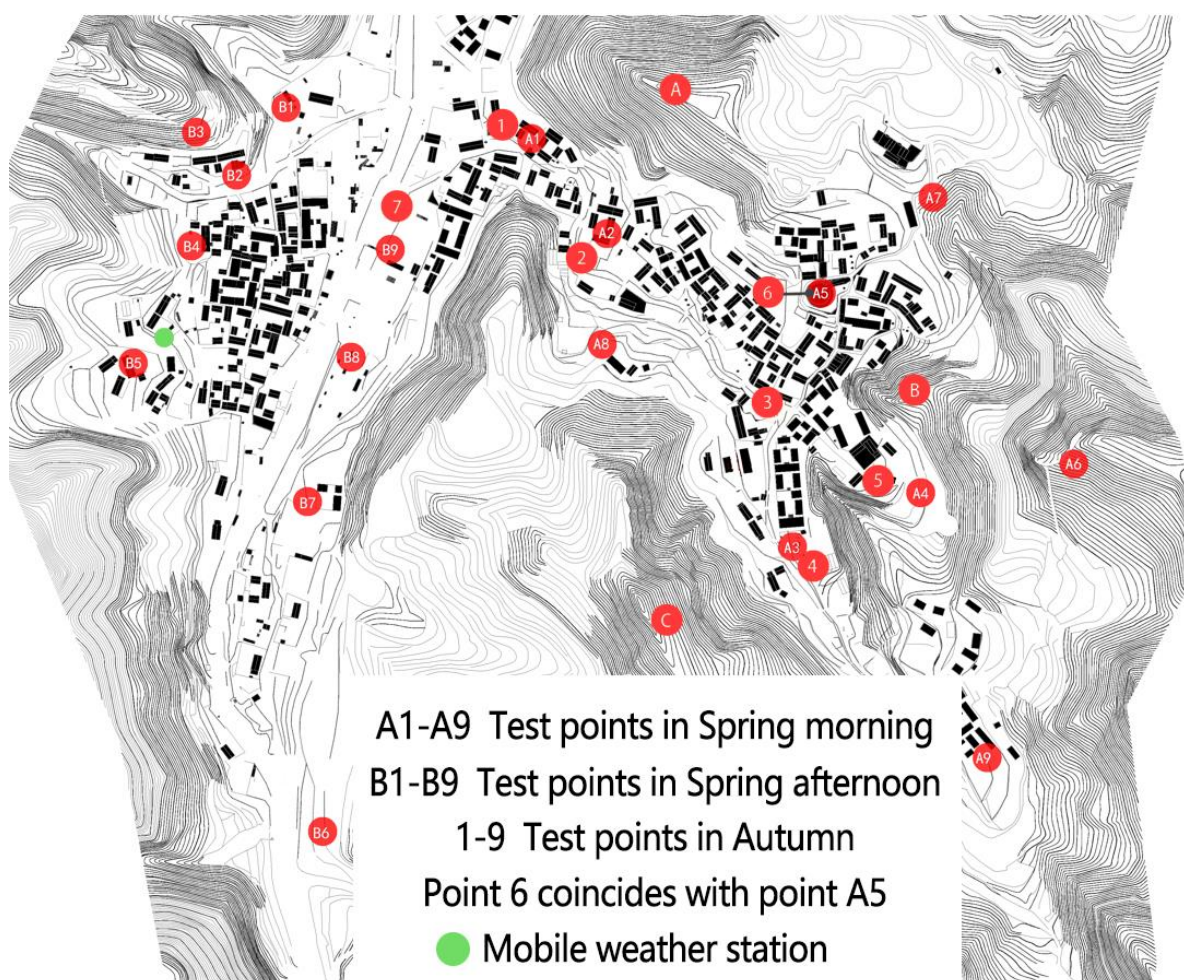 A
B1
1
A1
B3
B2
A7
7
A2
B4
B9
2
6
A5
A8
B8
B5
B
3
A6
5
A4
B7
A3
4
C
A1-A9 Test points in Spring morning
A9
B1-B9 Test points in Spring afternoon
B6
1-9 Test points in Autumn
Point 6 coincides with point A5
Mobile weather station